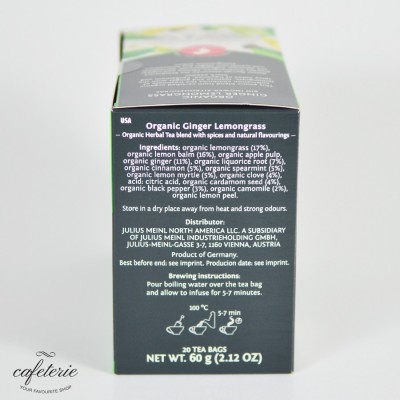 USA
Organic Ginger Lemongrass
— Organic Herbal Tea blend with spices and natural flavourings —
Ingredients: organic lemongrass (17%),
organic lemon balm (16%), organic apple pulp,
organic ginger (11%), organic liquorice root (7%),
organic cinnamon (5%), organic spearmint (5%),
organic lemon myrtle (5%), organic clove (4%),
acid: citric acid, organic cardamom seed (4%),
organic black pepper (3%), organic camomile (2%),
organic lemon peel.
Store in a dry place away from heat and strong odours.
Distributor:
JULIUS MEINL NORTH AMERICA LLC. A SUBSIDIARY
OF JULIUS MEINL INDUSTRIEHOLDING GMBH,
JULIUS-MEINL-GASSE 3-7, 1160 VIENNA, AUSTRIA
Product of Germany.
Best before end: see imprint. Producion date: see imprint.
Brewing instructions:
Pour boiling water over the tea bag
and allow to infuse for 5-7 minutes.
100 °C
5-7 min
20 TEA BAGS
NET WT. 60 g (2.12 OZ)
cafeterie
YOUR FAVOURITE SHOP